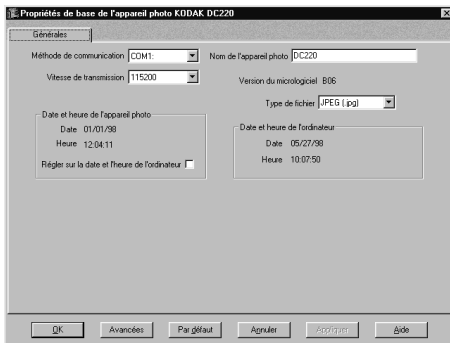 Propriétés de base de l'appareil photo KODAK DC220
Générales
Méthode de communication COM1: Nom de l'appareil photo DC220
Vitesse de transmission 115200 Version du micrologiciel B06
Type de fichier JPEG (.jpg)
Date et heure de l'appareil photo
Date 01/01/98
Heure 12:04:11
Régler sur la date et l'heure de l'ordinateur
Date et heure de l'ordinateur
Date 05/27/98
Heure 10:07:50
OK Avancées Par défaut Annuler Appliquer Aide